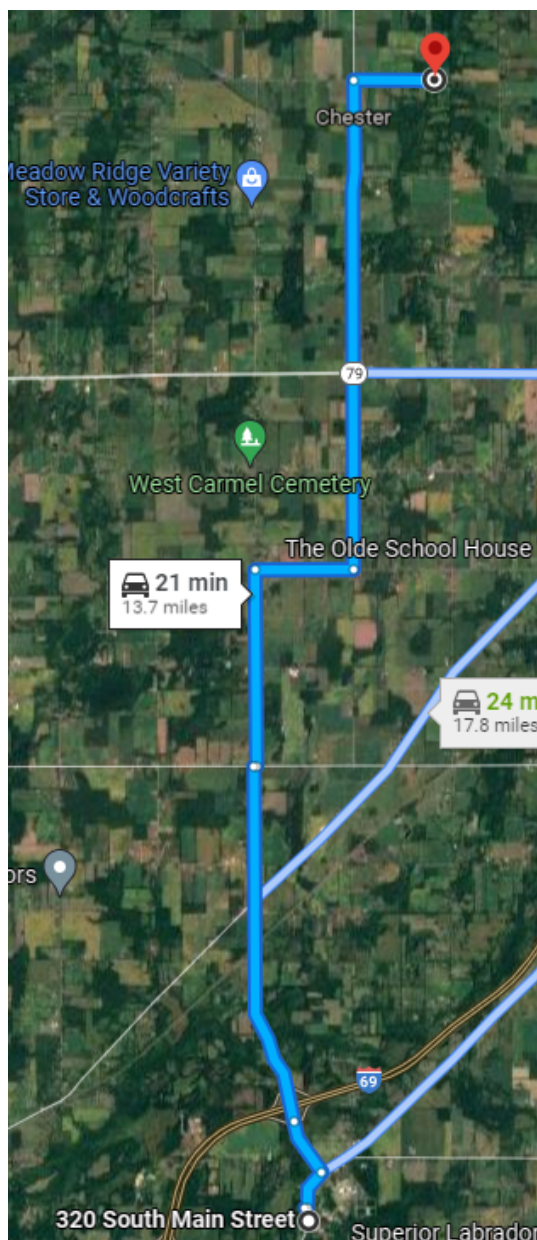 Chester
Meadow Ridge Variety
Store & Woodcrafts
79
West Carmel Cemetery
The Olde School House
21 min
13.7 miles
24 m
17.8 miles
ors
69
320 South Main Street
Superior Labrador